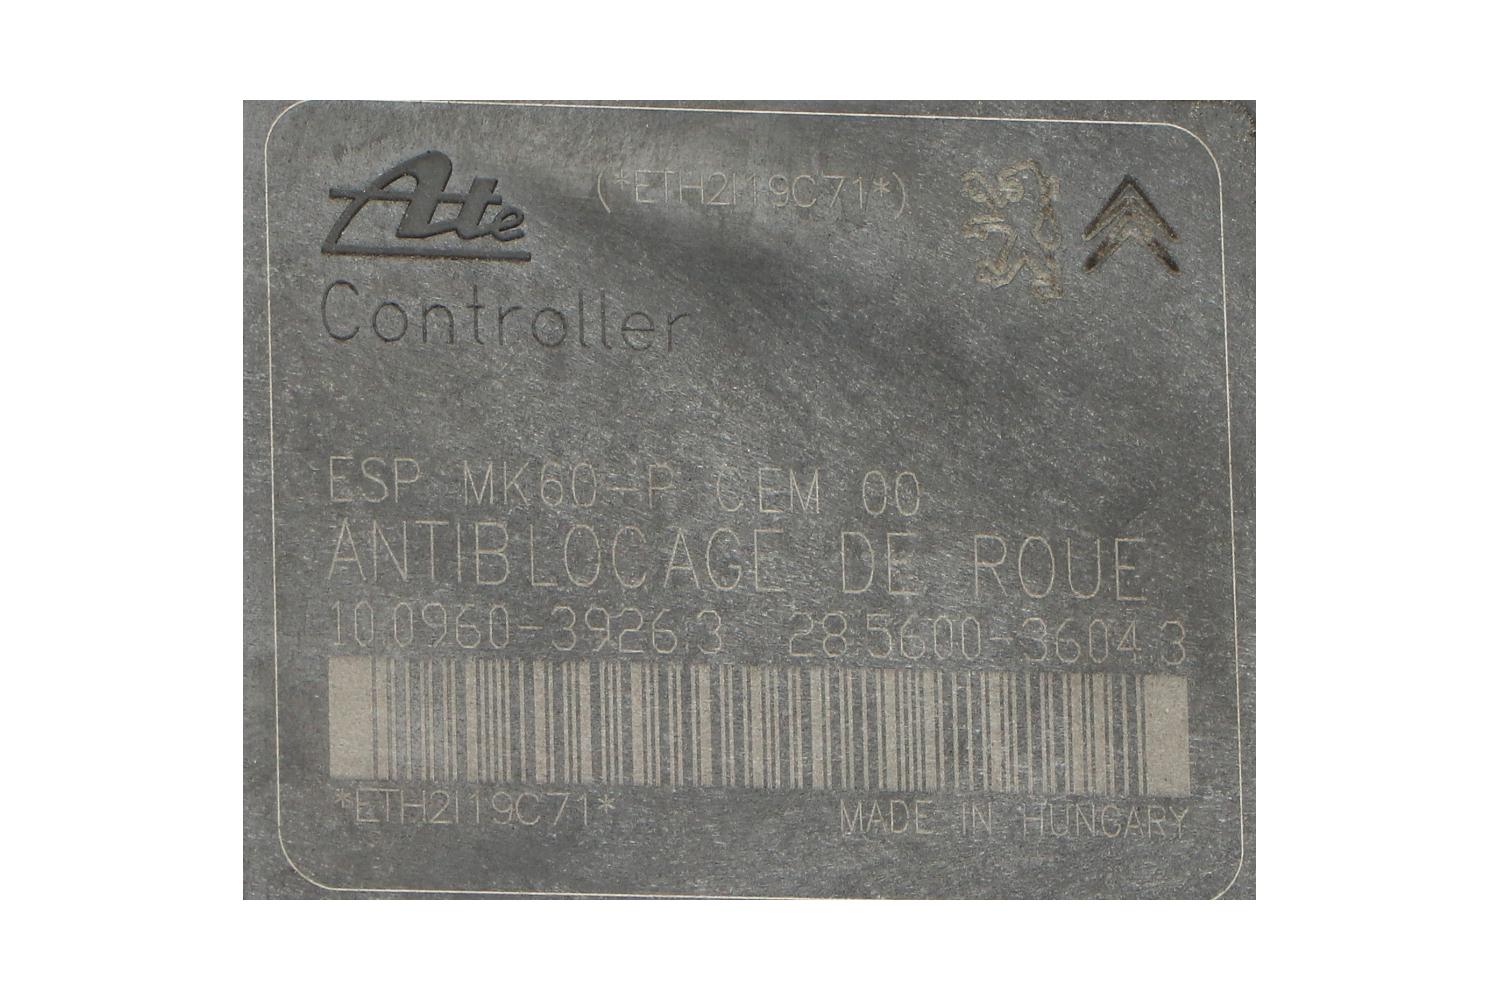 Ate (*ETH2I19C71*)
Controller
ESP MK60-P CEM 00
ANTIBLOCAGE DE ROUE
10.0960-3926.3 28.5600-3604.3
*ETH2I19C71* MADE IN HUNGARY